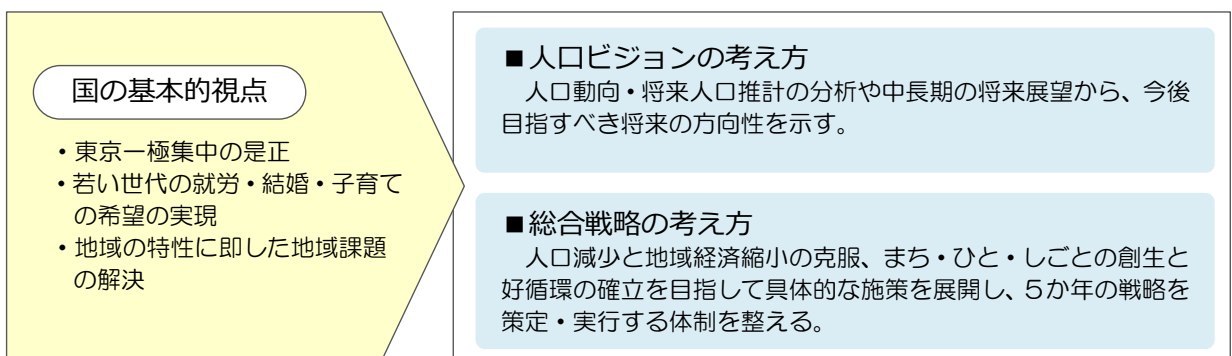 国の基本的視点
・東京一極集中の是正
・若い世代の就労・結婚・子育て
の希望の実現
・地域の特性に即した地域課題
の解決
■人口ビジョンの考え方
人口動向・将来人口推計の分析や中長期の将来展望から、今後
目指すべき将来の方向性を示す。
■総合戦略の考え方
人口減少と地域経済縮小の克服、まち・ひと・しごとの創生と
好循環の確立を目指して具体的な施策を展開し、5か年の戦略を
策定・実行する体制を整える。